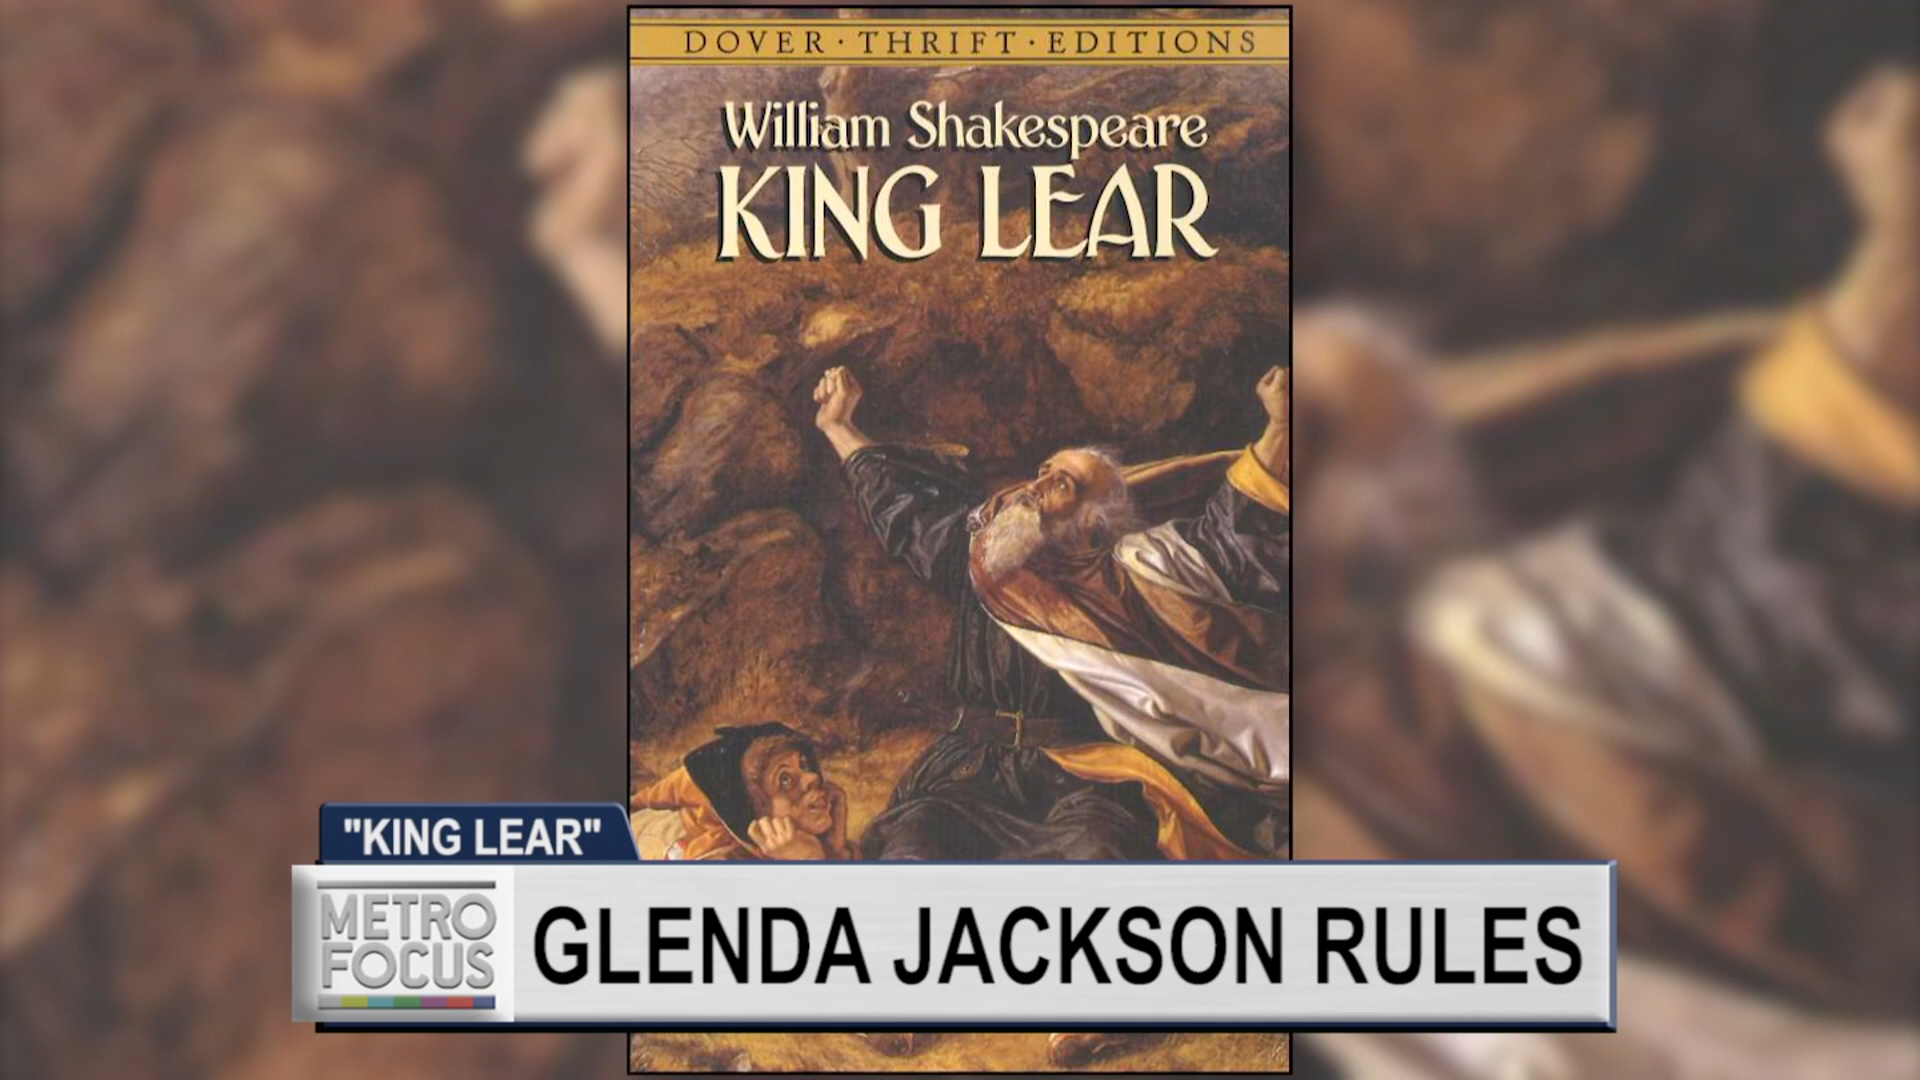 DOVER · THRIFT · EDITIONS
William Shakespeare
KING LEAR
"KING LEAR"
METRO
FOCUS
GLENDA JACKSON RULES